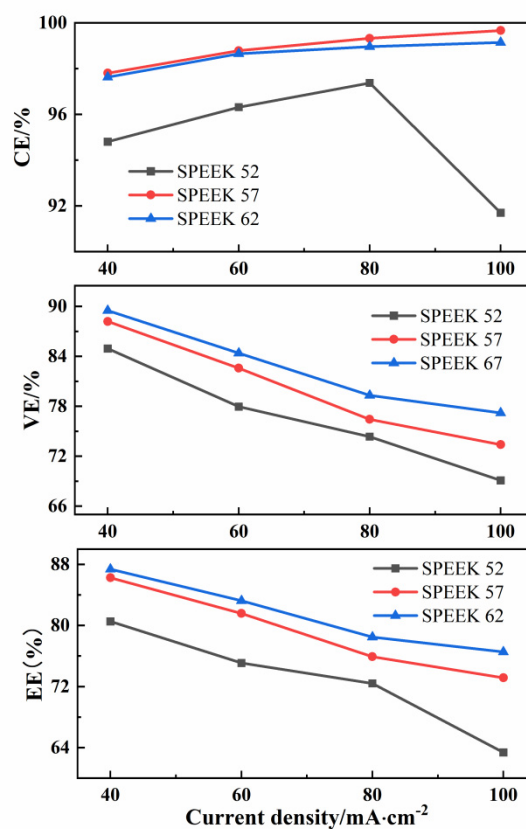 100
96
92
CE/%
SPEEK 52
SPEEK 57
SPEEK 62
40 60 80 100
90
84
78
72
66
VE/%
SPEEK 52
SPEEK 57
SPEEK 67
40 60 80 100
88
80
72
64
EE(%)
SPEEK 52
SPEEK 57
SPEEK 62
40 60 80 100
Current density/mA·cm⁻²